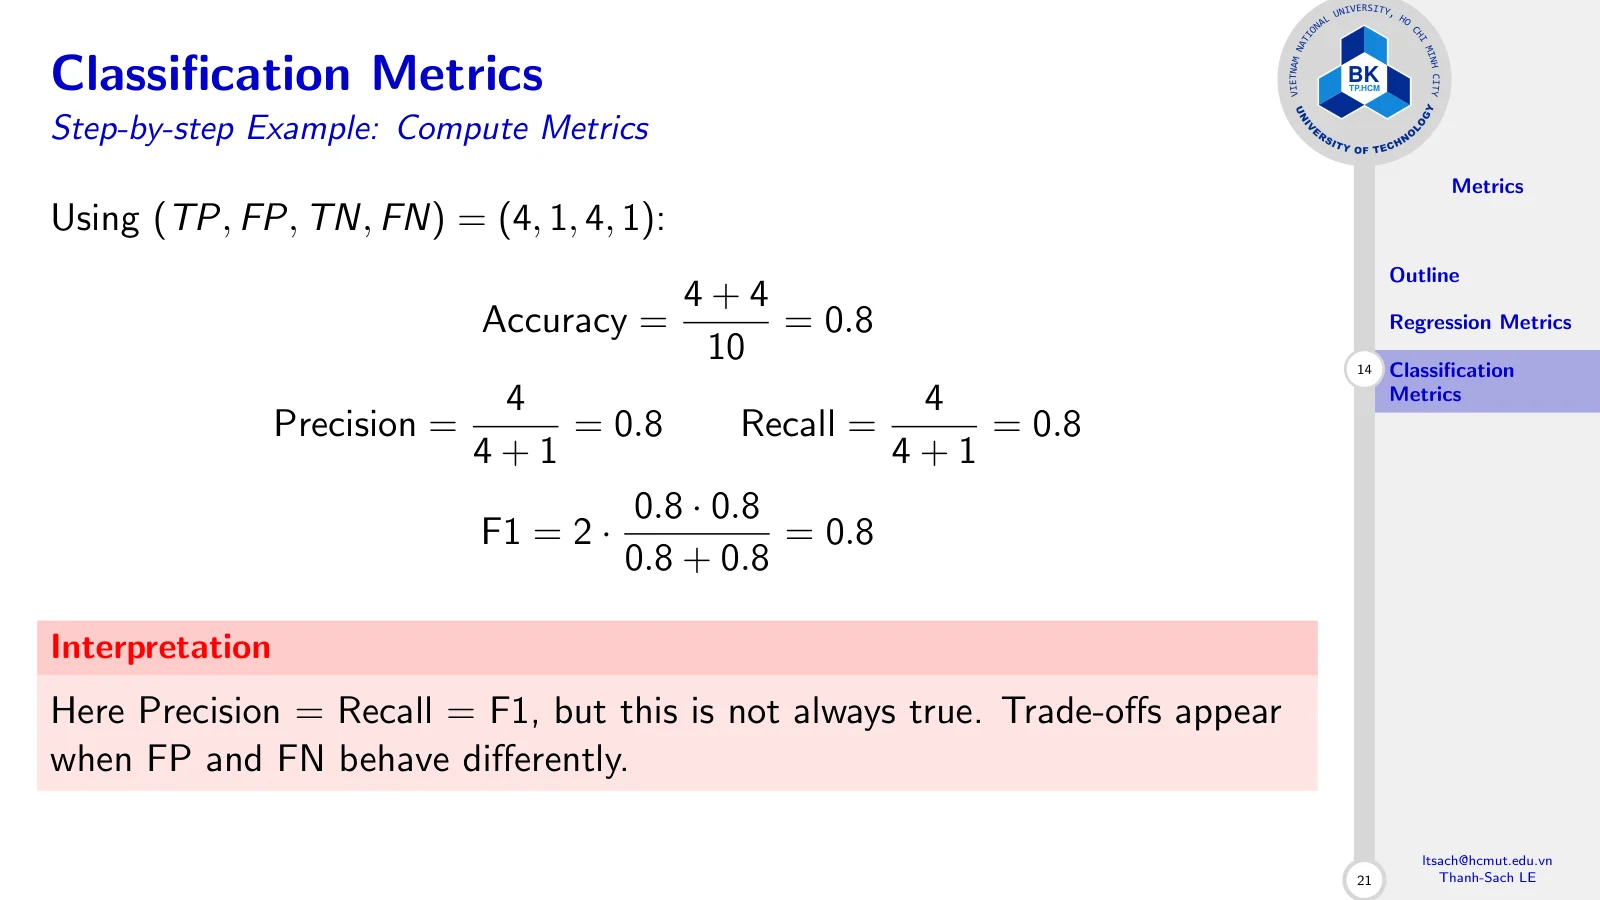 Classification Metrics
Step-by-step Example: Compute Metrics
Using (TP, FP, TN, FN) = (4, 1, 4, 1):
Accuracy = (4 + 4)/10 = 0.8
Precision = 4/(4 + 1) = 0.8    Recall = 4/(4 + 1) = 0.8
F1 = 2 · (0.8 · 0.8)/(0.8 + 0.8) = 0.8
Interpretation
Here Precision = Recall = F1, but this is not always true. Trade-offs appear
when FP and FN behave differently.
VIETNAM NATIONAL UNIVERSITY, HO CHI MINH CITY
BK
TP.HCM
UNIVERSITY OF TECHNOLOGY
Metrics
Outline
Regression Metrics
14
Classification
Metrics
21
ltsach@hcmut.edu.vn
Thanh-Sach LE